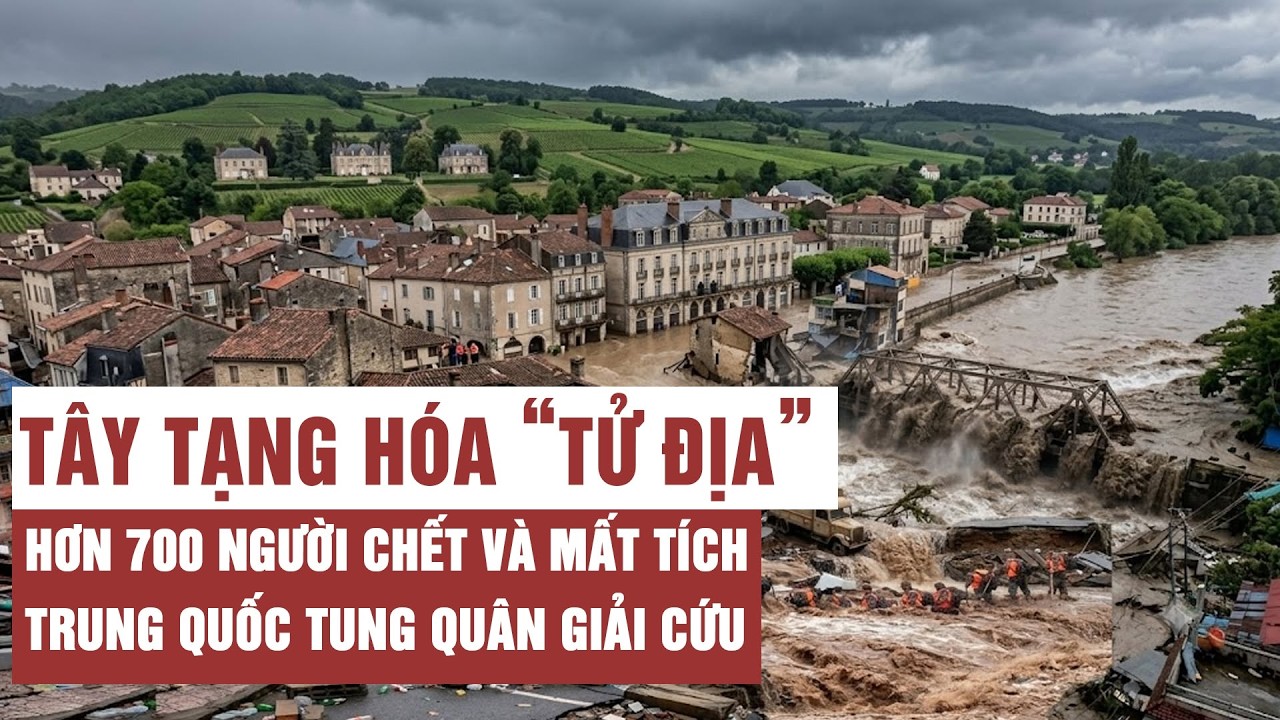 TÂY TẠNG HÓA “TỬ ĐỊA”
HƠN 700 NGƯỜI CHẾT VÀ MẤT TÍCH
TRUNG QUỐC TUNG QUÂN GIẢI CỨU